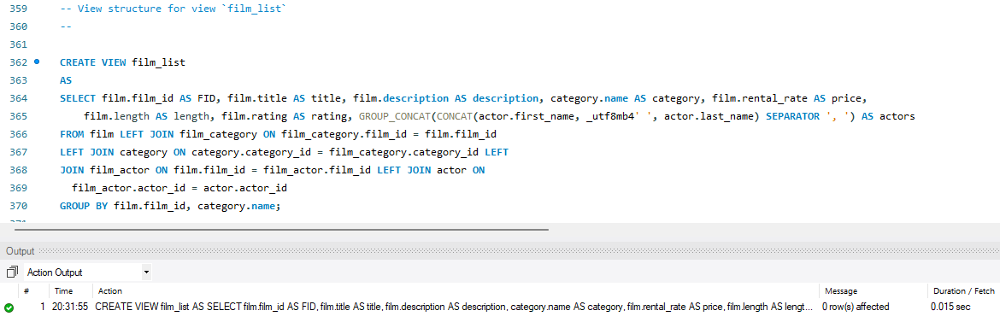 359 -- View structure for view `film_list`
360 --
361
362 CREATE VIEW film_list
363 AS
364 SELECT film.film_id AS FID, film.title AS title, film.description AS description, category.name AS category, film.rental_rate AS price,
365 film.length AS length, film.rating AS rating, GROUP_CONCAT(CONCAT(actor.first_name, _utf8mb4' ', actor.last_name) SEPARATOR ', ') AS actors
366 FROM film LEFT JOIN film_category ON film_category.film_id = film.film_id
367 LEFT JOIN category ON category.category_id = film_category.category_id LEFT
368 JOIN film_actor ON film.film_id = film_actor.film_id LEFT JOIN actor ON
369 film_actor.actor_id = actor.actor_id
370 GROUP BY film.film_id, category.name;
Output
Action Output
# Time Action Message Duration / Fetch
1 20:31:55 CREATE VIEW film_list AS SELECT film.film_id AS FID, film.title AS title, film.description AS description, category.name AS category, film.rental_rate AS price, film.length AS lengt... 0 row(s) affected 0.015 sec